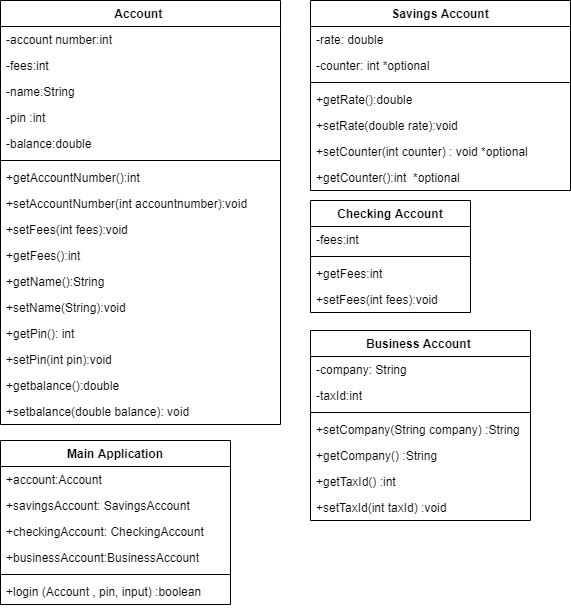 Account
-account number:int
-fees:int
-name:String
-pin :int
-balance:double
+getAccountNumber():int
+setAccountNumber(int accountnumber):void
+setFees(int fees):void
+getFees():int
+getName():String
+setName(String):void
+getPin(): int
+setPin(int pin):void
+getbalance():double
+setbalance(double balance): void
Main Application
+account:Account
+savingsAccount: SavingsAccount
+checkingAccount: CheckingAccount
+businessAccount:BusinessAccount
+login (Account , pin, input) :boolean
Savings Account
-rate: double
-counter: int *optional
+getRate():double
+setRate(double rate):void
+setCounter(int counter) : void *optional
+getCounter():int  *optional
Checking Account
-fees:int
+getFees:int
+setFees(int fees):void
Business Account
-company: String
-taxId:int
+setCompany(String company) :String
+getCompany() :String
+getTaxId() :int
+setTaxId(int taxId) :void